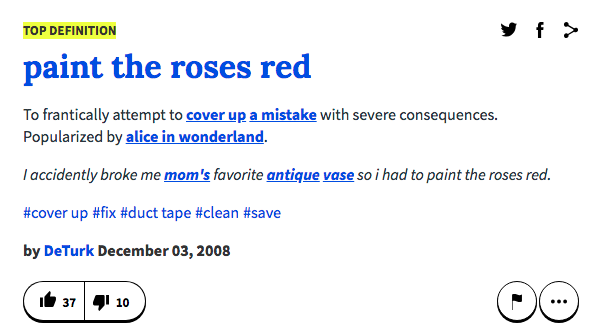 TOP DEFINITION
paint the roses red
To frantically attempt to cover up a mistake with severe consequences.
Popularized by alice in wonderland.
I accidently broke me mom's favorite antique vase so i had to paint the roses red.
#cover up #fix #duct tape #clean #save
by DeTurk December 03, 2008
37 10